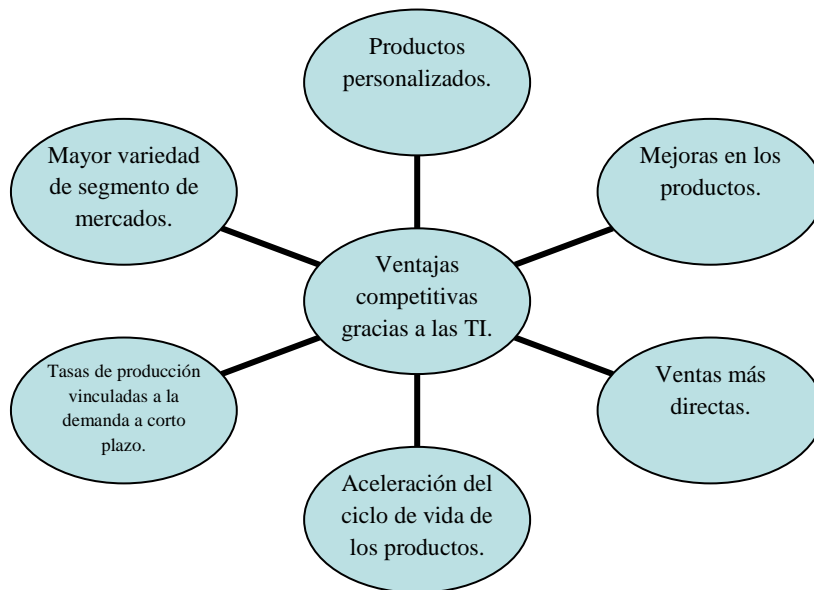 Productos
personalizados.
Mayor variedad
de segmento de
mercados.
Mejoras en los
productos.
Ventajas
competitivas
gracias a las TI.
Tasas de producción
vinculadas a la
demanda a corto
plazo.
Ventas más
directas.
Aceleración del
ciclo de vida de
los productos.